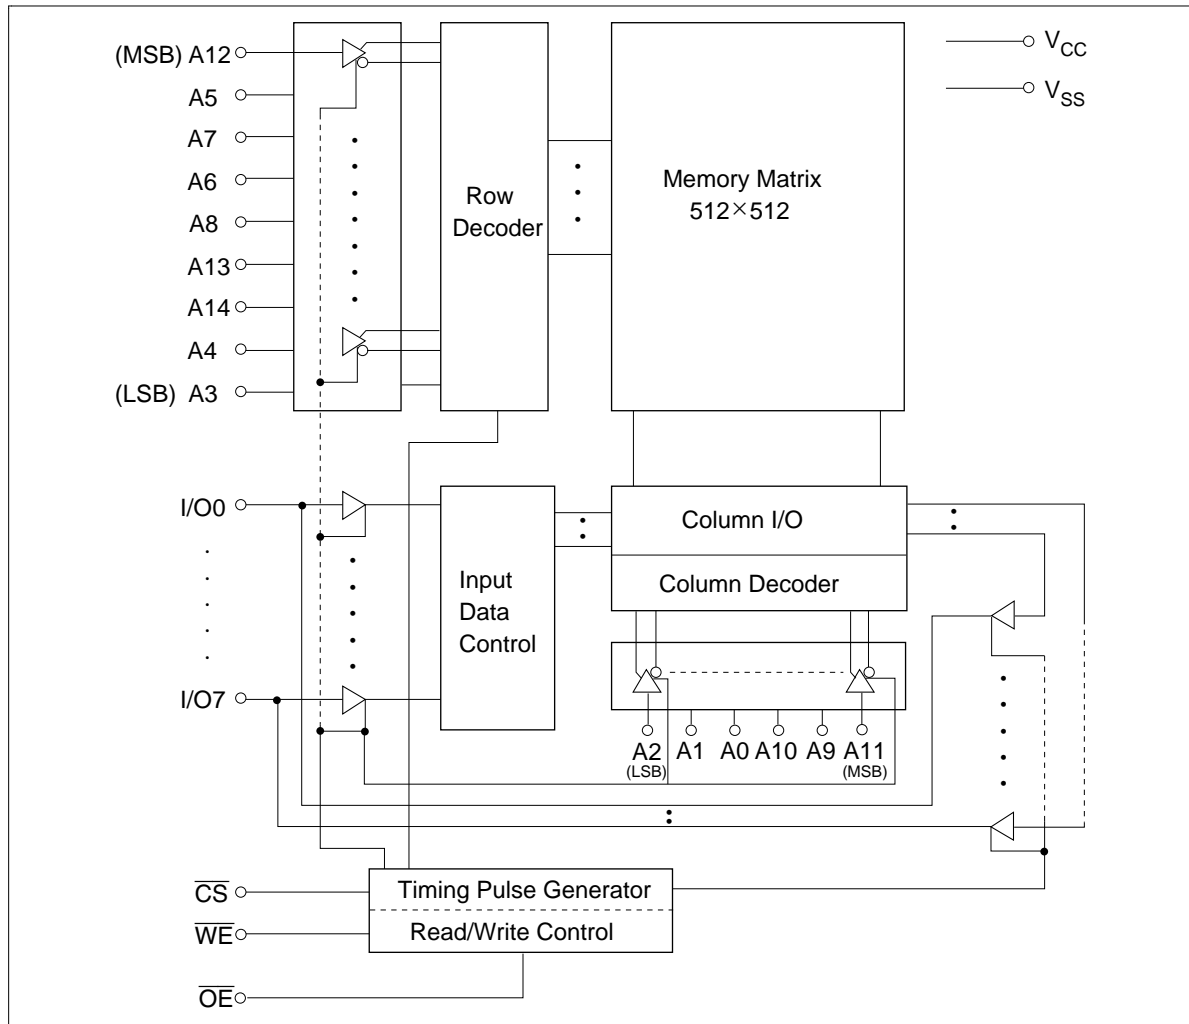 (MSB) A12
A5
A7
A6
A8
A13
A14
A4
(LSB) A3
Row
Decoder
Memory Matrix
512×512
VCC
VSS
I/O0
I/O7
Input
Data
Control
Column I/O
Column Decoder
A2 A1 A0 A10 A9 A11
(LSB) (MSB)
CS
WE
OE
Timing Pulse Generator
Read/Write Control